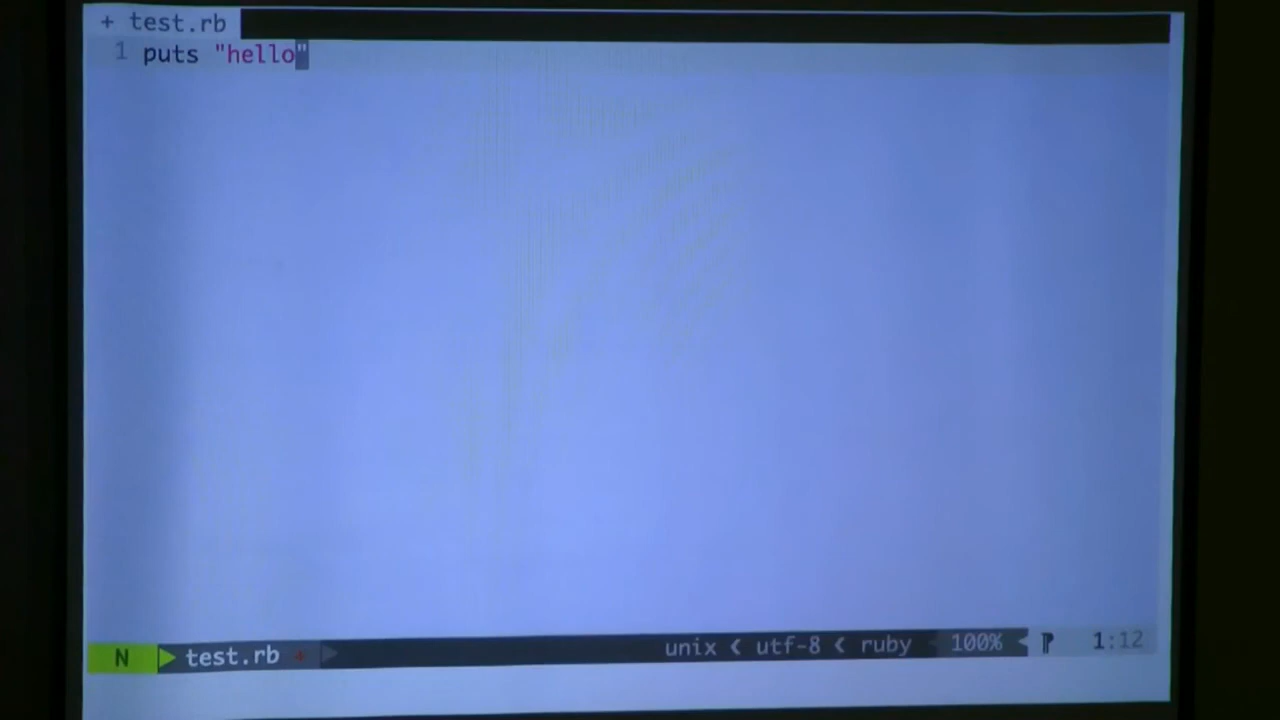 + test.rb
1 puts "hello"
N test.rb + unix < utf-8 < ruby 100% 1:12